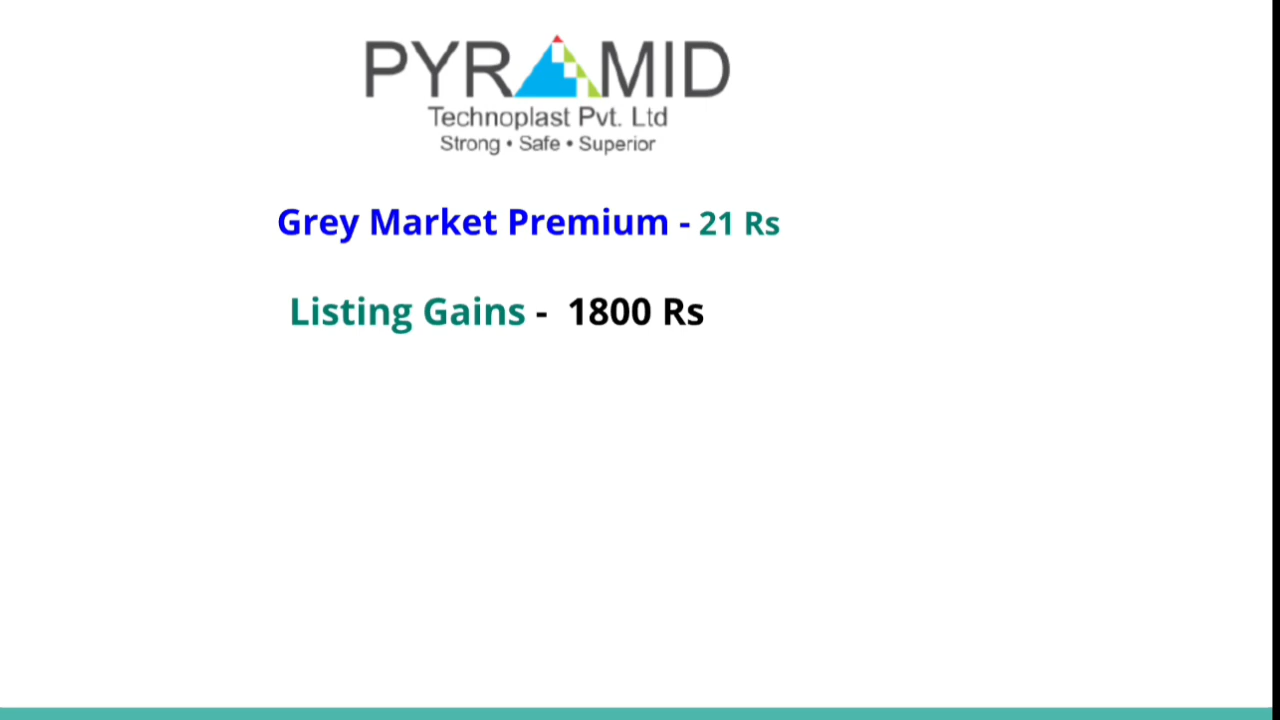 PYRAMID
Technoplast Pvt. Ltd
Strong • Safe • Superior
Grey Market Premium - 21 Rs
Listing Gains - 1800 Rs